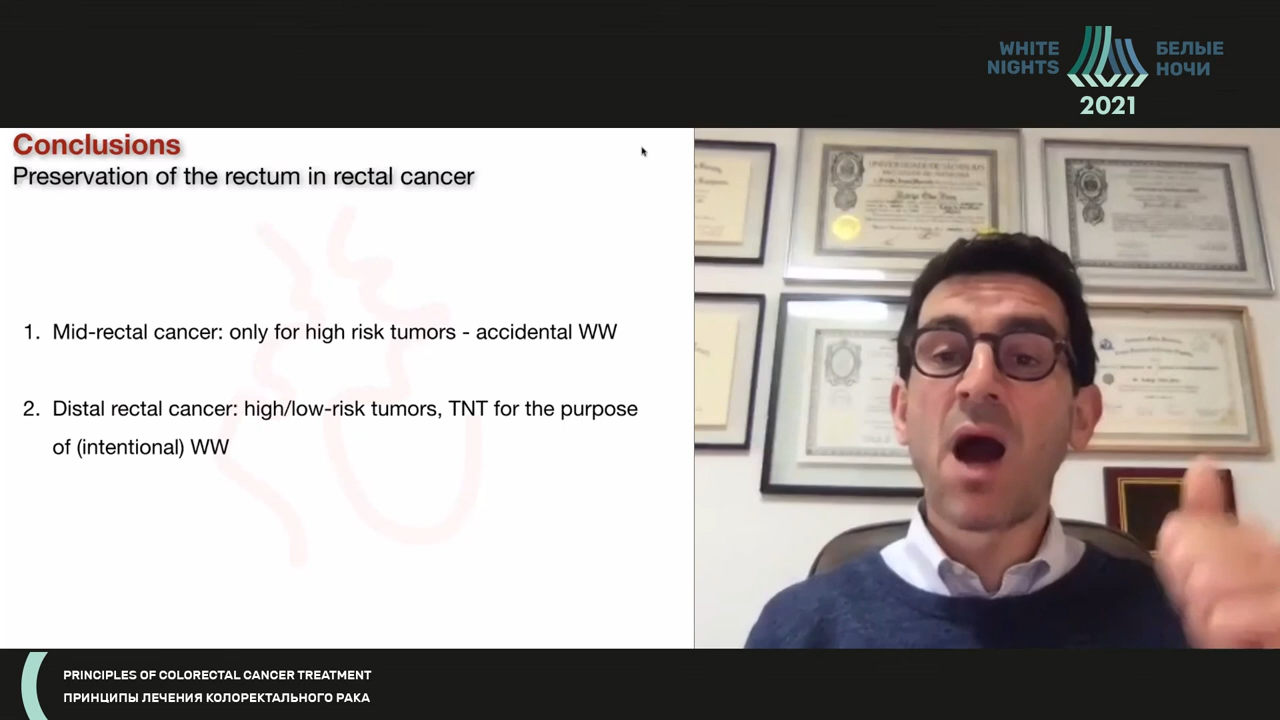 WHITE
NIGHTS
БЕЛЫЕ
НОЧИ
2021
Conclusions
Preservation of the rectum in rectal cancer
1. Mid-rectal cancer: only for high risk tumors - accidental WW
2. Distal rectal cancer: high/low-risk tumors, TNT for the purpose
of (intentional) WW
PRINCIPLES OF COLORECTAL CANCER TREATMENT
ПРИНЦИПЫ ЛЕЧЕНИЯ КОЛОРЕКТАЛЬНОГО РАКА